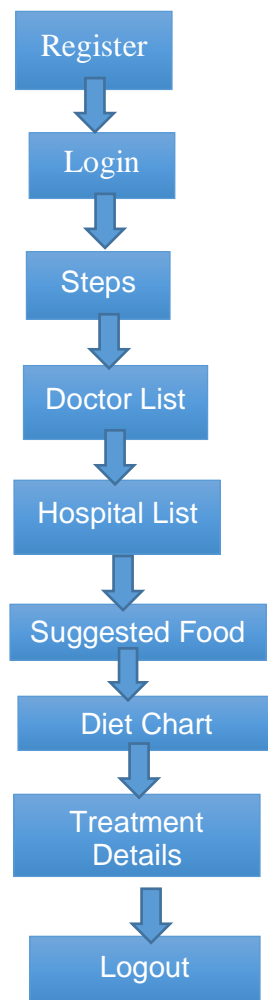 Register
Login
Steps
Doctor List
Hospital List
Suggested Food
Diet Chart
Treatment
Details
Logout